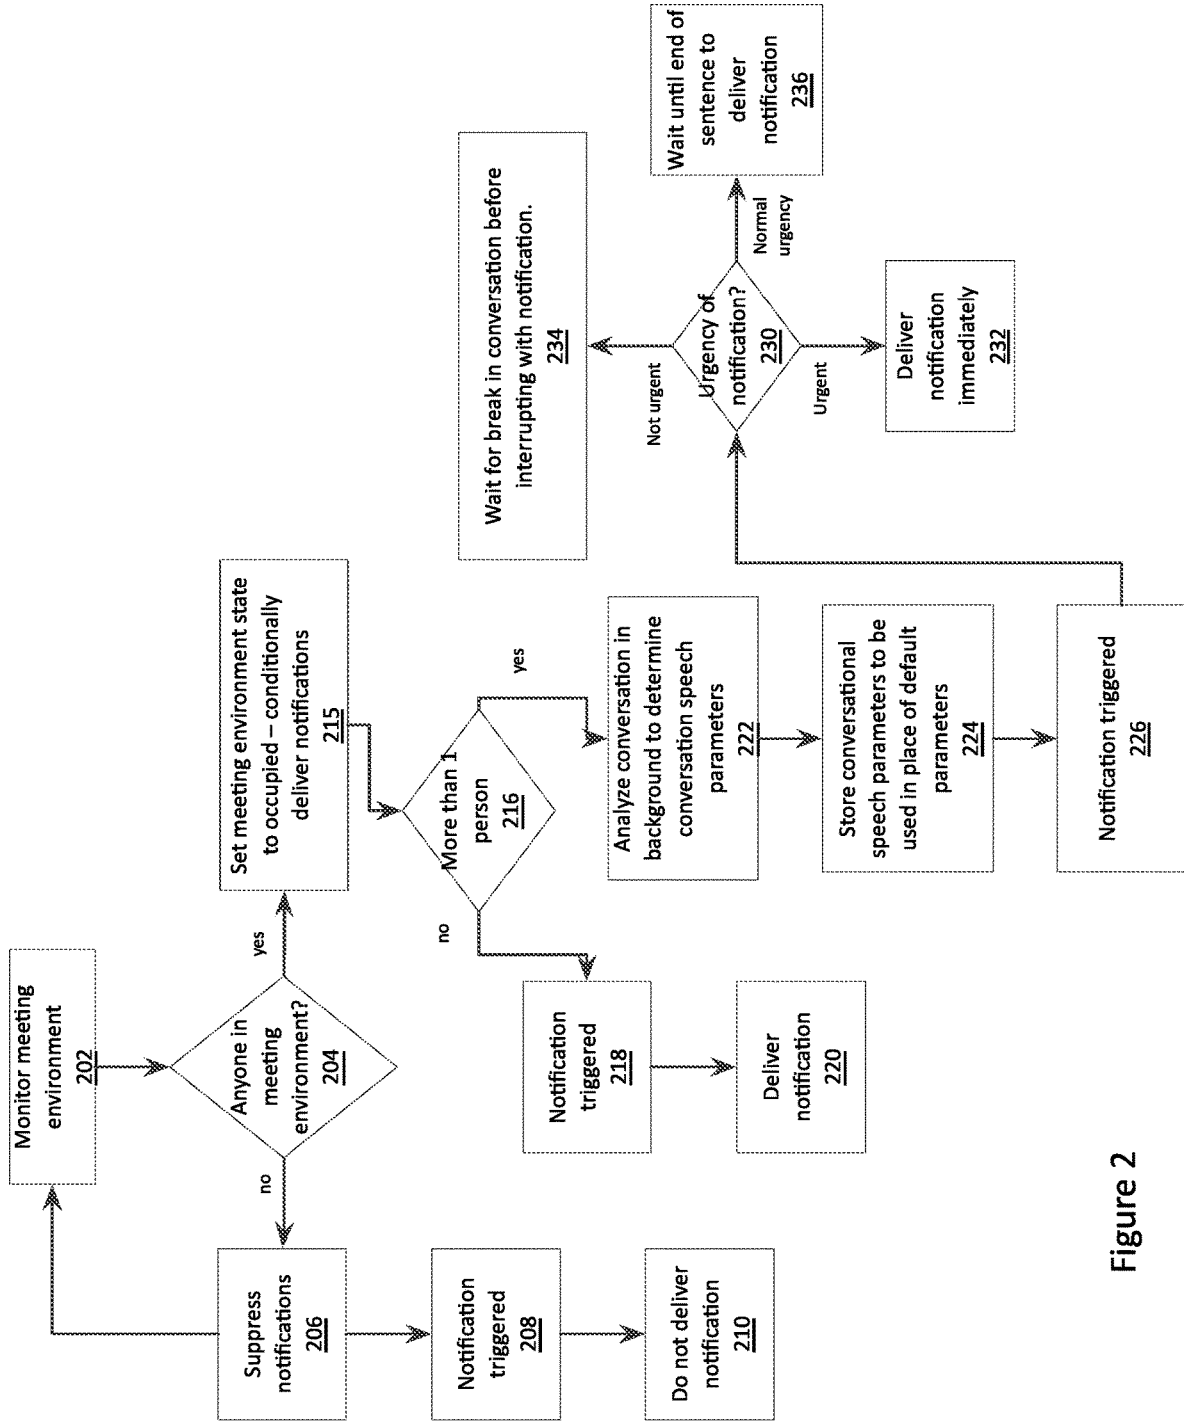 Monitor meeting
environment
202
Anyone in
meeting
environment?
204
no
yes
Suppress
notifications
206
Notification
triggered
208
Do not deliver
notification
210
Set meeting environment state
to occupied – conditionally
deliver notifications
215
More than 1
person
216
no
yes
Notification
triggered
218
Deliver
notification
220
Analyze conversation in
background to determine
conversation speech
parameters
222
Store conversational
speech parameters to be
used in place of default
parameters
224
Notification triggered
226
Urgency of
notification?
230
Not urgent
Normal
urgency
Urgent
Wait for break in conversation before
interrupting with notification.
234
Wait until end of
sentence to
deliver
notification
236
Deliver
notification
immediately
232
Figure 2